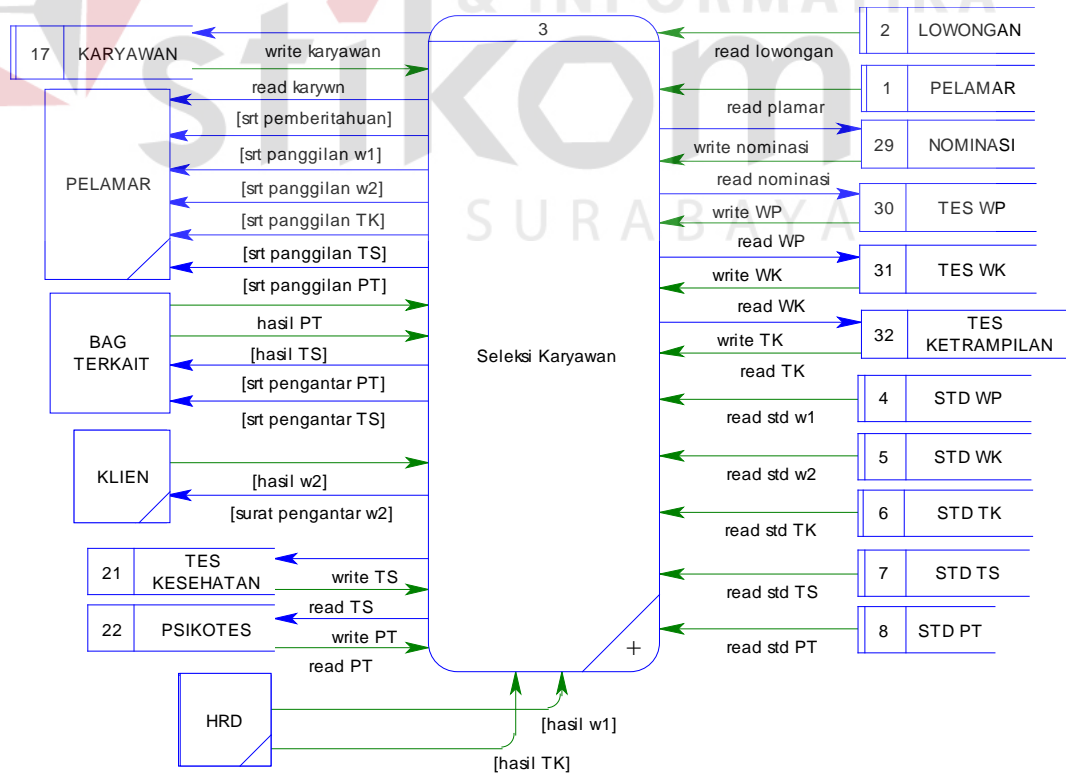 & INFORMATIKA
stikom
SURABAYA
3
Seleksi Karyawan
+
17 KARYAWAN
write karyawan
read karywn
PELAMAR
[srt pemberitahuan]
[srt panggilan w1]
[srt panggilan w2]
[srt panggilan TK]
[srt panggilan TS]
[srt panggilan PT]
BAG
TERKAIT
hasil PT
[hasil TS]
[srt pengantar PT]
[srt pengantar TS]
KLIEN
[hasil w2]
[surat pengantar w2]
21 TES
KESEHATAN
write TS
read TS
22 PSIKOTES
write PT
read PT
HRD
[hasil w1]
[hasil TK]
2 LOWONGAN
read lowongan
1 PELAMAR
read plamar
29 NOMINASI
write nominasi
read nominasi
30 TES WP
write WP
read WP
31 TES WK
write WK
read WK
32 TES
KETRAMPILAN
write TK
read TK
4 STD WP
read std w1
5 STD WK
read std w2
6 STD TK
read std TK
7 STD TS
read std TS
8 STD PT
read std PT